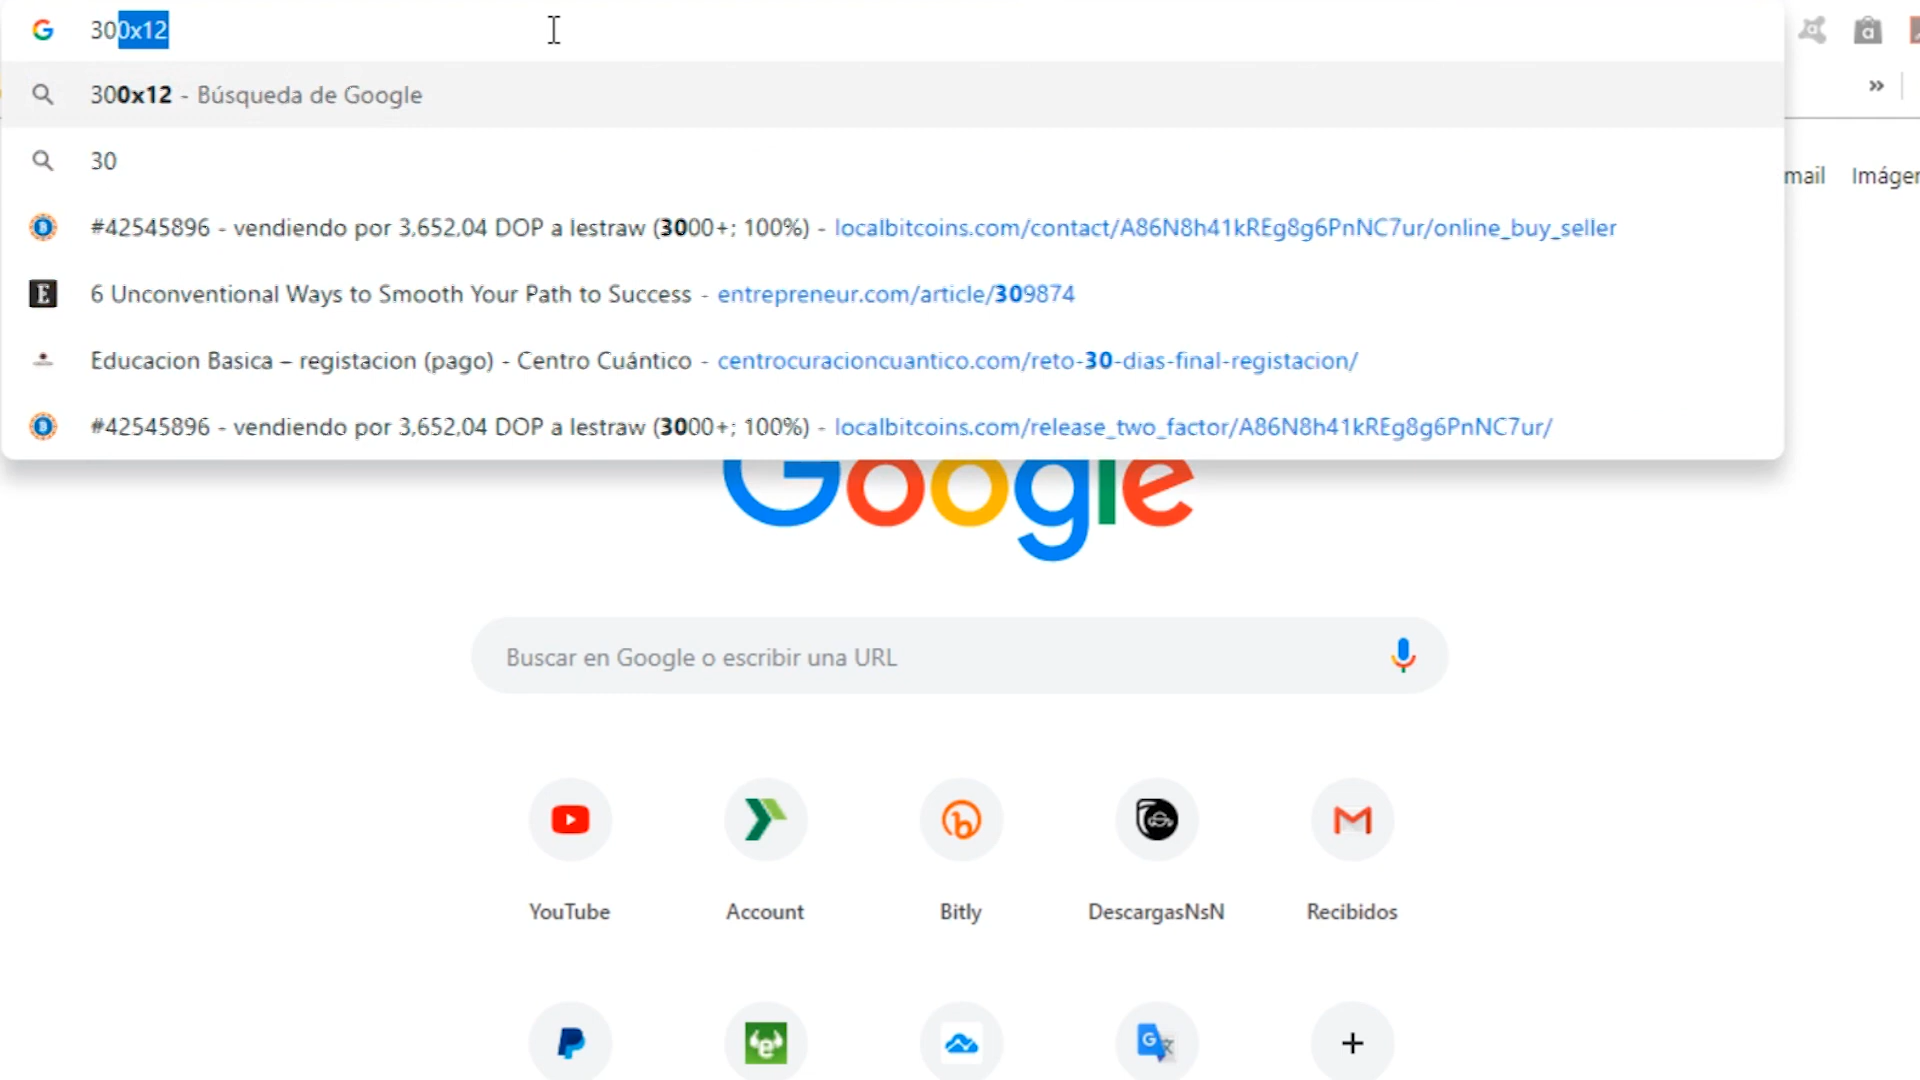 300x12
300x12 - Búsqueda de Google
30
#42545896 - vendiendo por 3,652,04 DOP a lestraw (3000+; 100%) - localbitcoins.com/contact/A86N8h41kREg8g6PnNC7ur/online_buy_seller
6 Unconventional Ways to Smooth Your Path to Success - entrepreneur.com/article/309874
Educacion Basica – registacion (pago) - Centro Cuántico - centrocuracioncuantico.com/reto-30-dias-final-registacion/
#42545896 - vendiendo por 3,652,04 DOP a lestraw (3000+; 100%) - localbitcoins.com/release_two_factor/A86N8h41kREg8g6PnNC7ur/
mail Imágen
Google
Buscar en Google o escribir una URL
YouTube Account Bitly DescargasNsN Recibidos